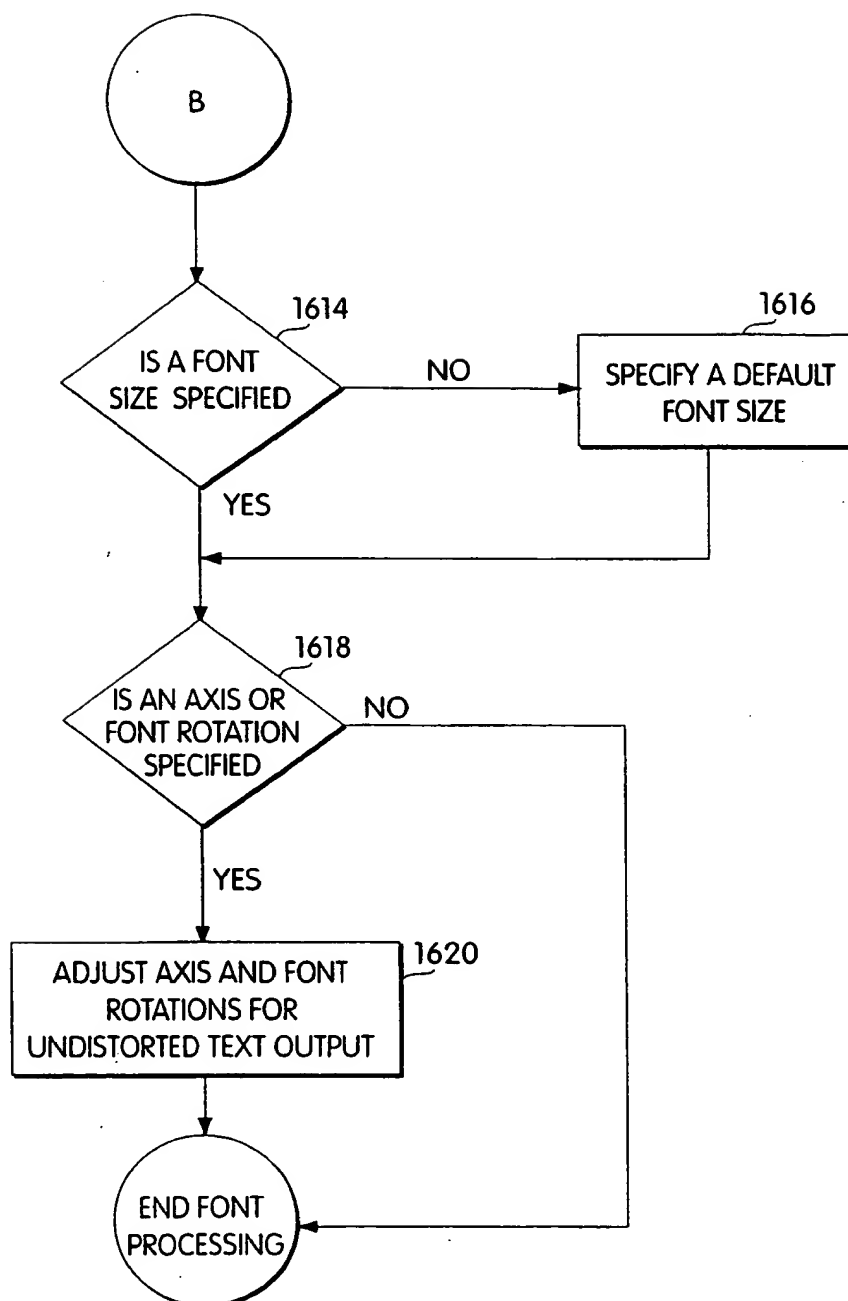 B
1614
IS A FONT
SIZE SPECIFIED
NO
1616
SPECIFY A DEFAULT
FONT SIZE
YES
1618
IS AN AXIS OR
FONT ROTATION
SPECIFIED
NO
YES
1620
ADJUST AXIS AND FONT
ROTATIONS FOR
UNDISTORTED TEXT OUTPUT
END FONT
PROCESSING